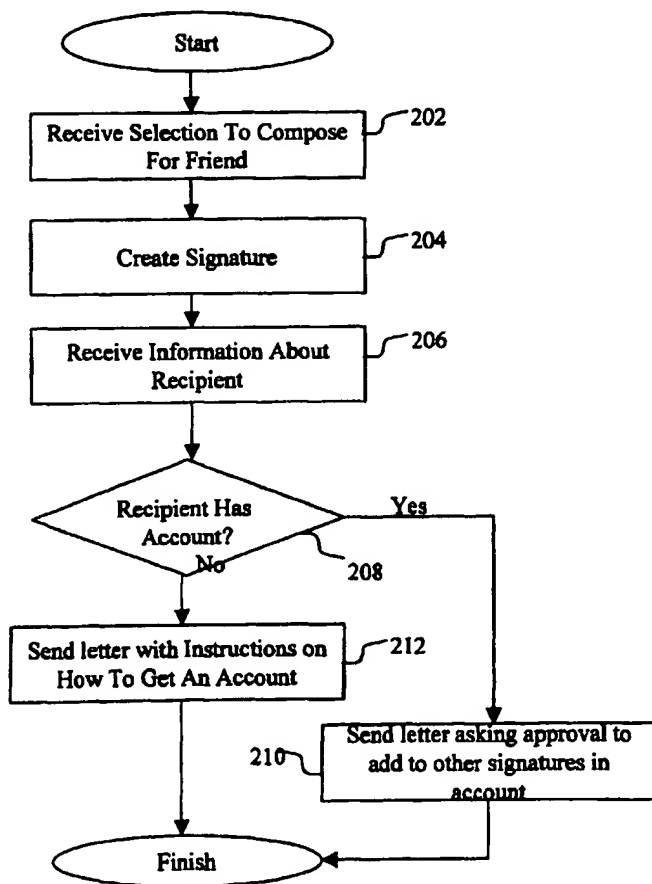 Start
Receive Selection To Compose
For Friend
202
Create Signature
204
Receive Information About
Recipient
206
Recipient Has
Account?
Yes
No
208
Send letter with Instructions on
How To Get An Account
212
Send letter asking approval to
add to other signatures in
account
210
Finish